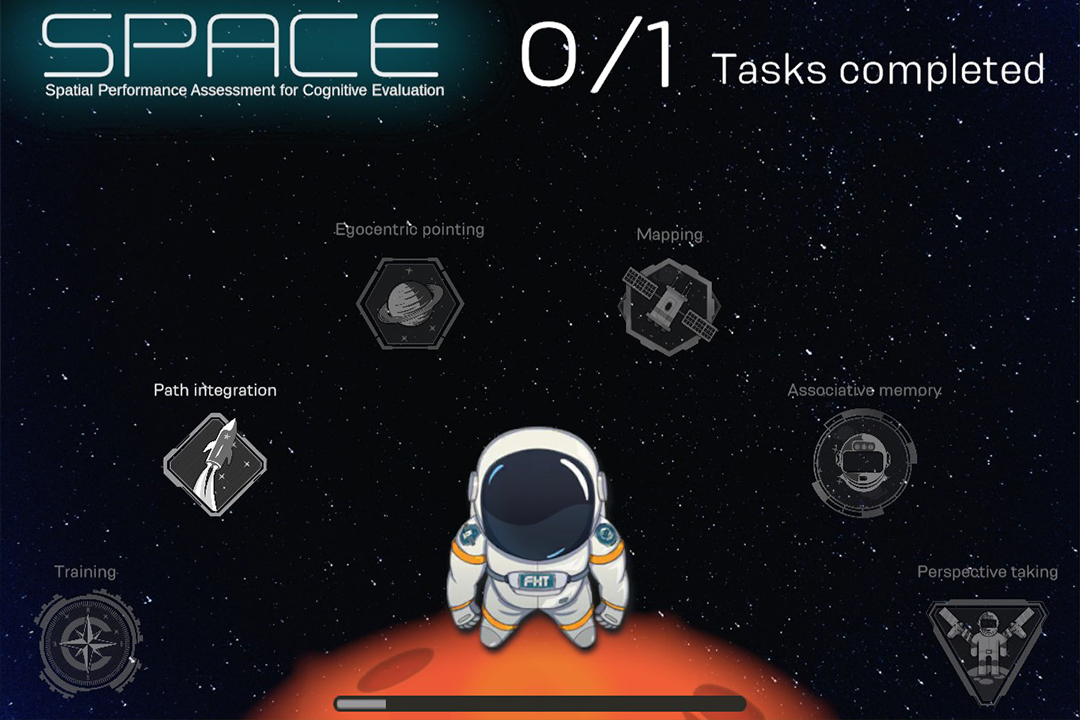 SPACE
Spatial Performance Assessment for Cognitive Evaluation
0/1 Tasks completed
Egocentric pointing
Mapping
Path integration
Associative memory
Training
Perspective taking
FHT